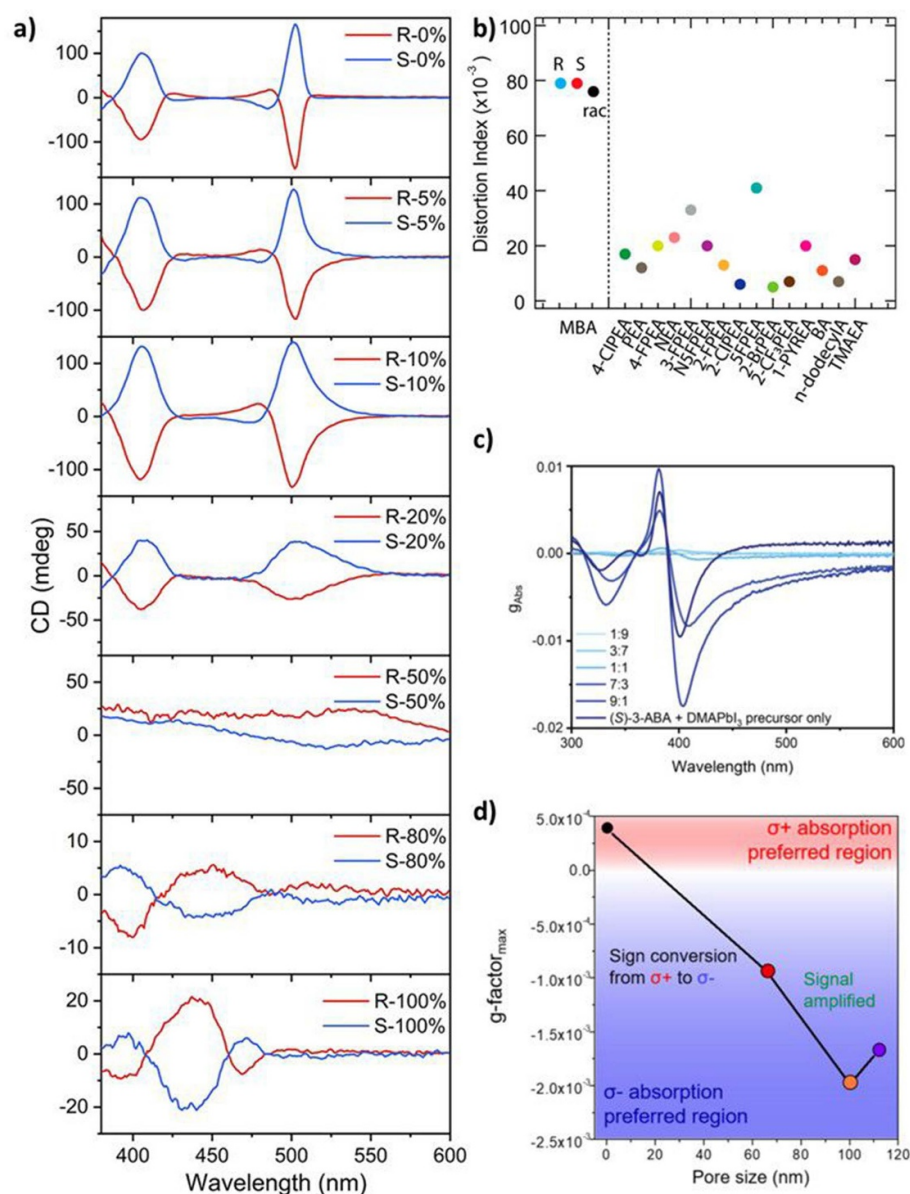 a)
R-0%
S-0%
100
0
-100
R-5%
S-5%
100
0
-100
R-10%
S-10%
100
0
-100
R-20%
S-20%
50
0
-50
R-50%
S-50%
50
0
-50
R-80%
S-80%
10
0
10
R-100%
S-100%
20
0
-20
400 450 500 550 600
CD (mdeg)
Wavelength (nm)
b)
100
80
60
40
20
0
Distortion Index (x10⁻³)
R S
rac
MBA
4-ClPEA
PEA
4-FPEA
NEA
3-FPEA
N5FPEA
2-FPEA
2-ClPEA
5FPEA
2-BrPEA
2-CF₃PEA
1-PYREA
BA
n-dodecylA
TMAEA
c)
0.01
0.00
-0.01
-0.02
g_Abs
1:9
3:7
1:1
7:3
9:1
(S)-3-ABA + DMAPbI₃ precursor only
300 400 500 600
Wavelength (nm)
d)
5.0x10⁻⁴
0.0
-5.0x10⁻⁴
-1.0x10⁻³
-1.5x10⁻³
-2.0x10⁻³
-2.5x10⁻³
g-factor_max
σ+ absorption
preferred region
Sign conversion
from σ+ to σ-
Signal
amplified
σ- absorption
preferred region
0 20 40 60 80 100 120
Pore size (nm)